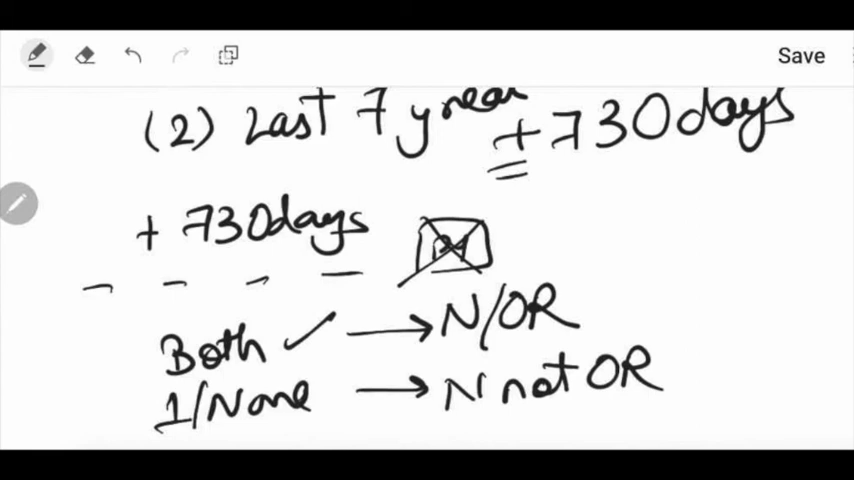 Save
(2) Last 7 year + 730 days
+ 730 days
Both ✓ → N/OR
1/None → N not OR